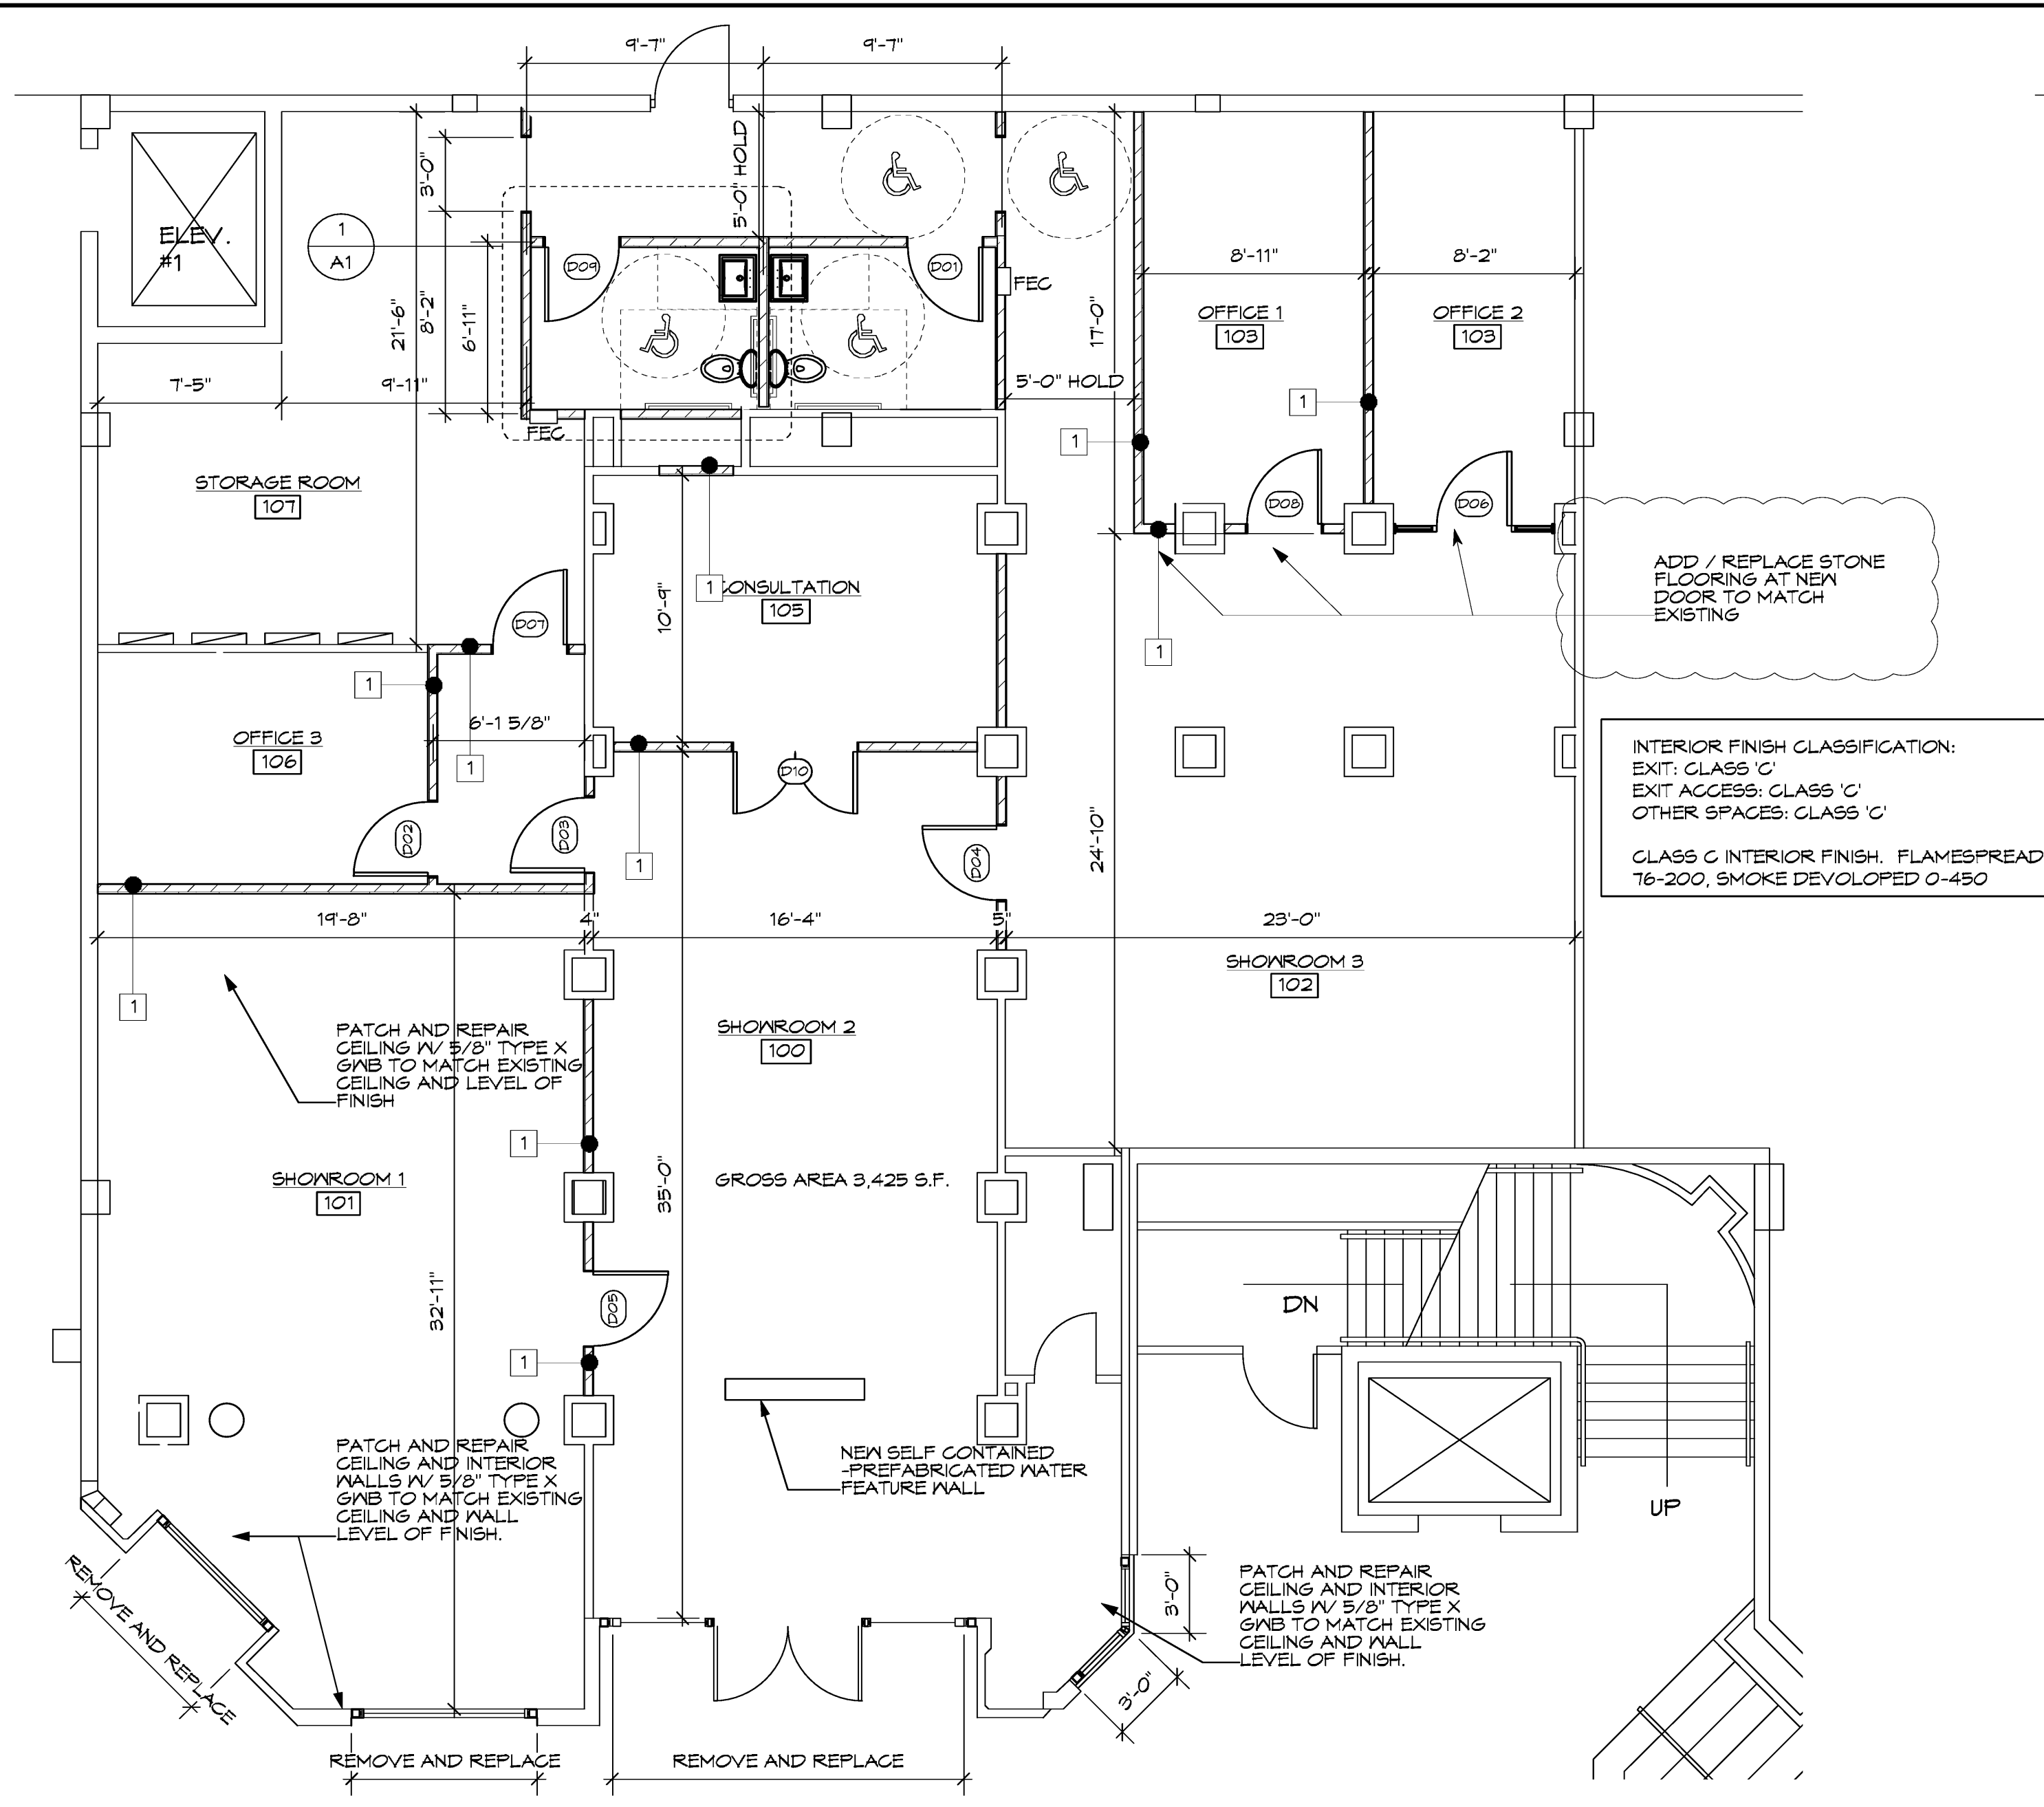 9'-7"
9'-7"
3'-0"
5'-0" HOLD
ELEV.
#1
1
A1
21'-6"
8'-2"
6'-11"
D09
D01
FEC
17'-0"
8'-11"
8'-2"
OFFICE 1
103
OFFICE 2
103
7'-5"
9'-11"
5'-0" HOLD
1
1
FEC
STORAGE ROOM
107
D08
D06
ADD / REPLACE STONE
FLOORING AT NEW
DOOR TO MATCH
EXISTING
1
CONSULTATION
105
10'-9"
D07
1
1
6'-1 5/8"
OFFICE 3
106
1
D10
INTERIOR FINISH CLASSIFICATION:
EXIT: CLASS 'C'
EXIT ACCESS: CLASS 'C'
OTHER SPACES: CLASS 'C'
CLASS C INTERIOR FINISH. FLAMESPREAD
76-200, SMOKE DEVOLOPED 0-450
D02
D03
1
D04
24'-10"
19'-8"
4"
16'-4"
5"
23'-0"
SHOWROOM 3
102
1
PATCH AND REPAIR
CEILING W/ 5/8" TYPE X
GWB TO MATCH EXISTING
CEILING AND LEVEL OF
FINISH
SHOWROOM 2
100
1
SHOWROOM 1
101
35'-0"
GROSS AREA 3,425 S.F.
32'-11"
D05
1
DN
UP
PATCH AND REPAIR
CEILING AND INTERIOR
WALLS W/ 5/8" TYPE X
GWB TO MATCH EXISTING
CEILING AND WALL
LEVEL OF FINISH.
NEW SELF CONTAINED
-PREFABRICATED WATER
FEATURE WALL
REMOVE AND REPLACE
3'-0"
3'-0"
PATCH AND REPAIR
CEILING AND INTERIOR
WALLS W/ 5/8" TYPE X
GWB TO MATCH EXISTING
CEILING AND WALL
LEVEL OF FINISH.
REMOVE AND REPLACE
REMOVE AND REPLACE